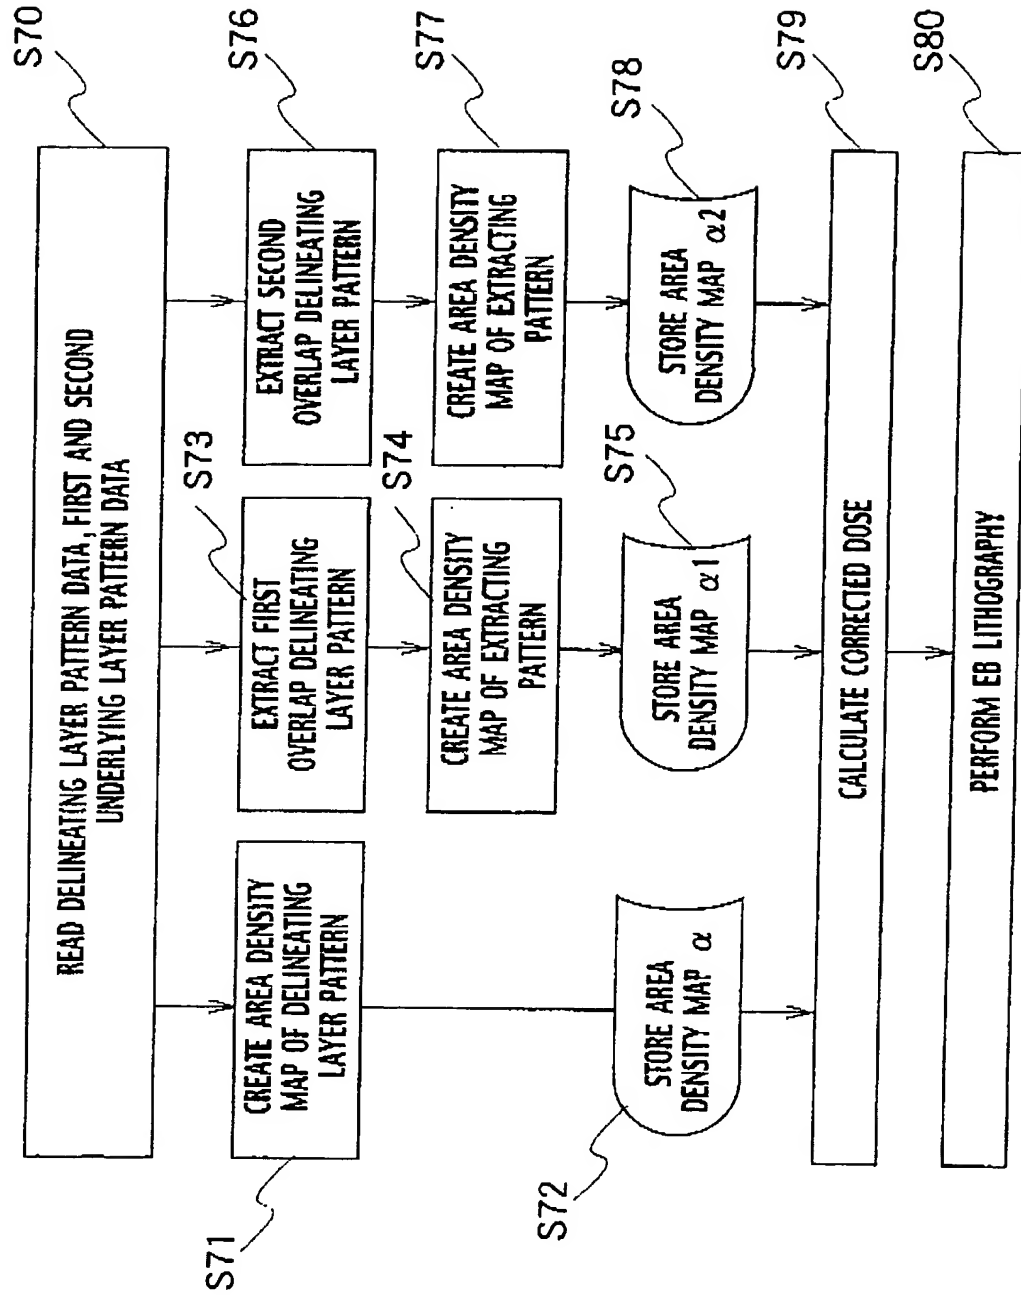 S70
READ DELINEATING LAYER PATTERN DATA, FIRST AND SECOND
UNDERLYING LAYER PATTERN DATA
S71
CREATE AREA DENSITY
MAP OF DELINEATING
LAYER PATTERN
S72
STORE AREA
DENSITY MAP α
S73
EXTRACT FIRST
OVERLAP DELINEATING
LAYER PATTERN
S74
CREATE AREA DENSITY
MAP OF EXTRACTING
PATTERN
S75
STORE AREA
DENSITY MAP α1
S76
EXTRACT SECOND
OVERLAP DELINEATING
LAYER PATTERN
S77
CREATE AREA DENSITY
MAP OF EXTRACTING
PATTERN
S78
STORE AREA
DENSITY MAP α2
S79
CALCULATE CORRECTED DOSE
S80
PERFORM EB LITHOGRAPHY